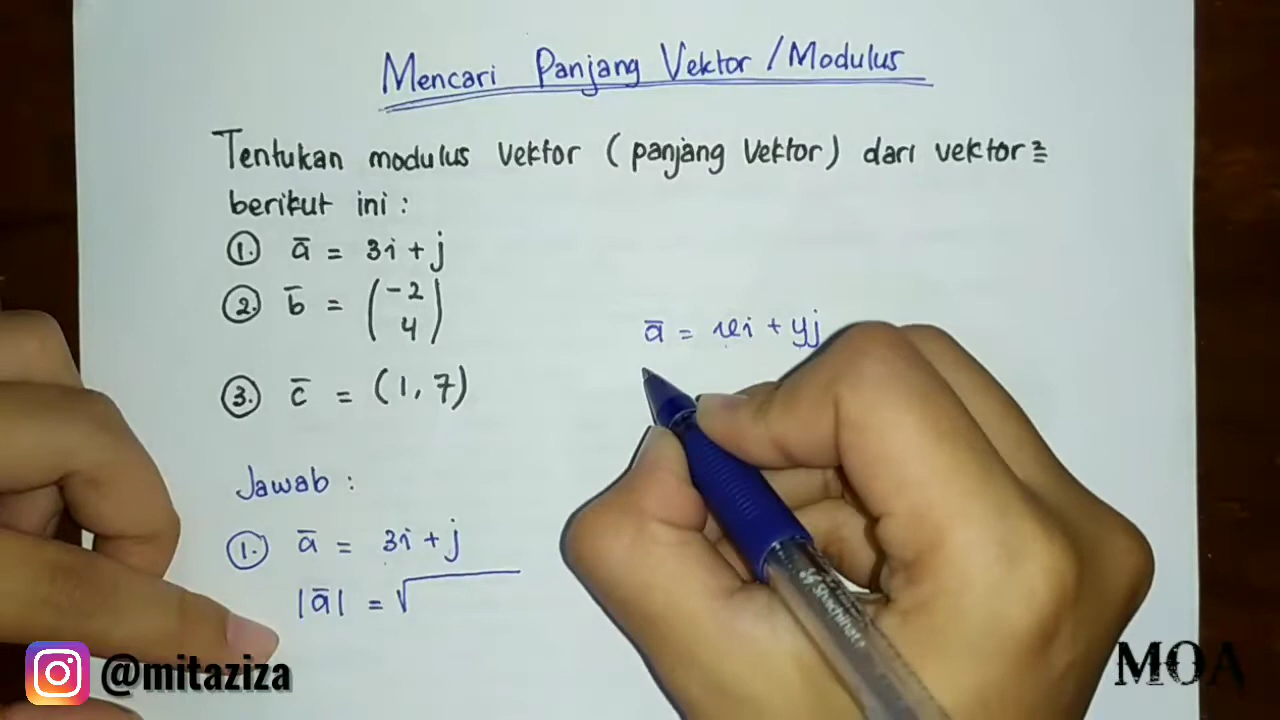 Mencari Panjang Vektor / Modulus
Tentukan modulus vektor (panjang vektor) dari vektor²
berikut ini :
1. a̅ = 3i + j
2. b̅ = (-2
4)
3. c̅ = (1, 7)
a̅ = xi + yj
Jawab :
1. a̅ = 3i + j
|a̅| = √
Shachihata
@mitaziza
MOA